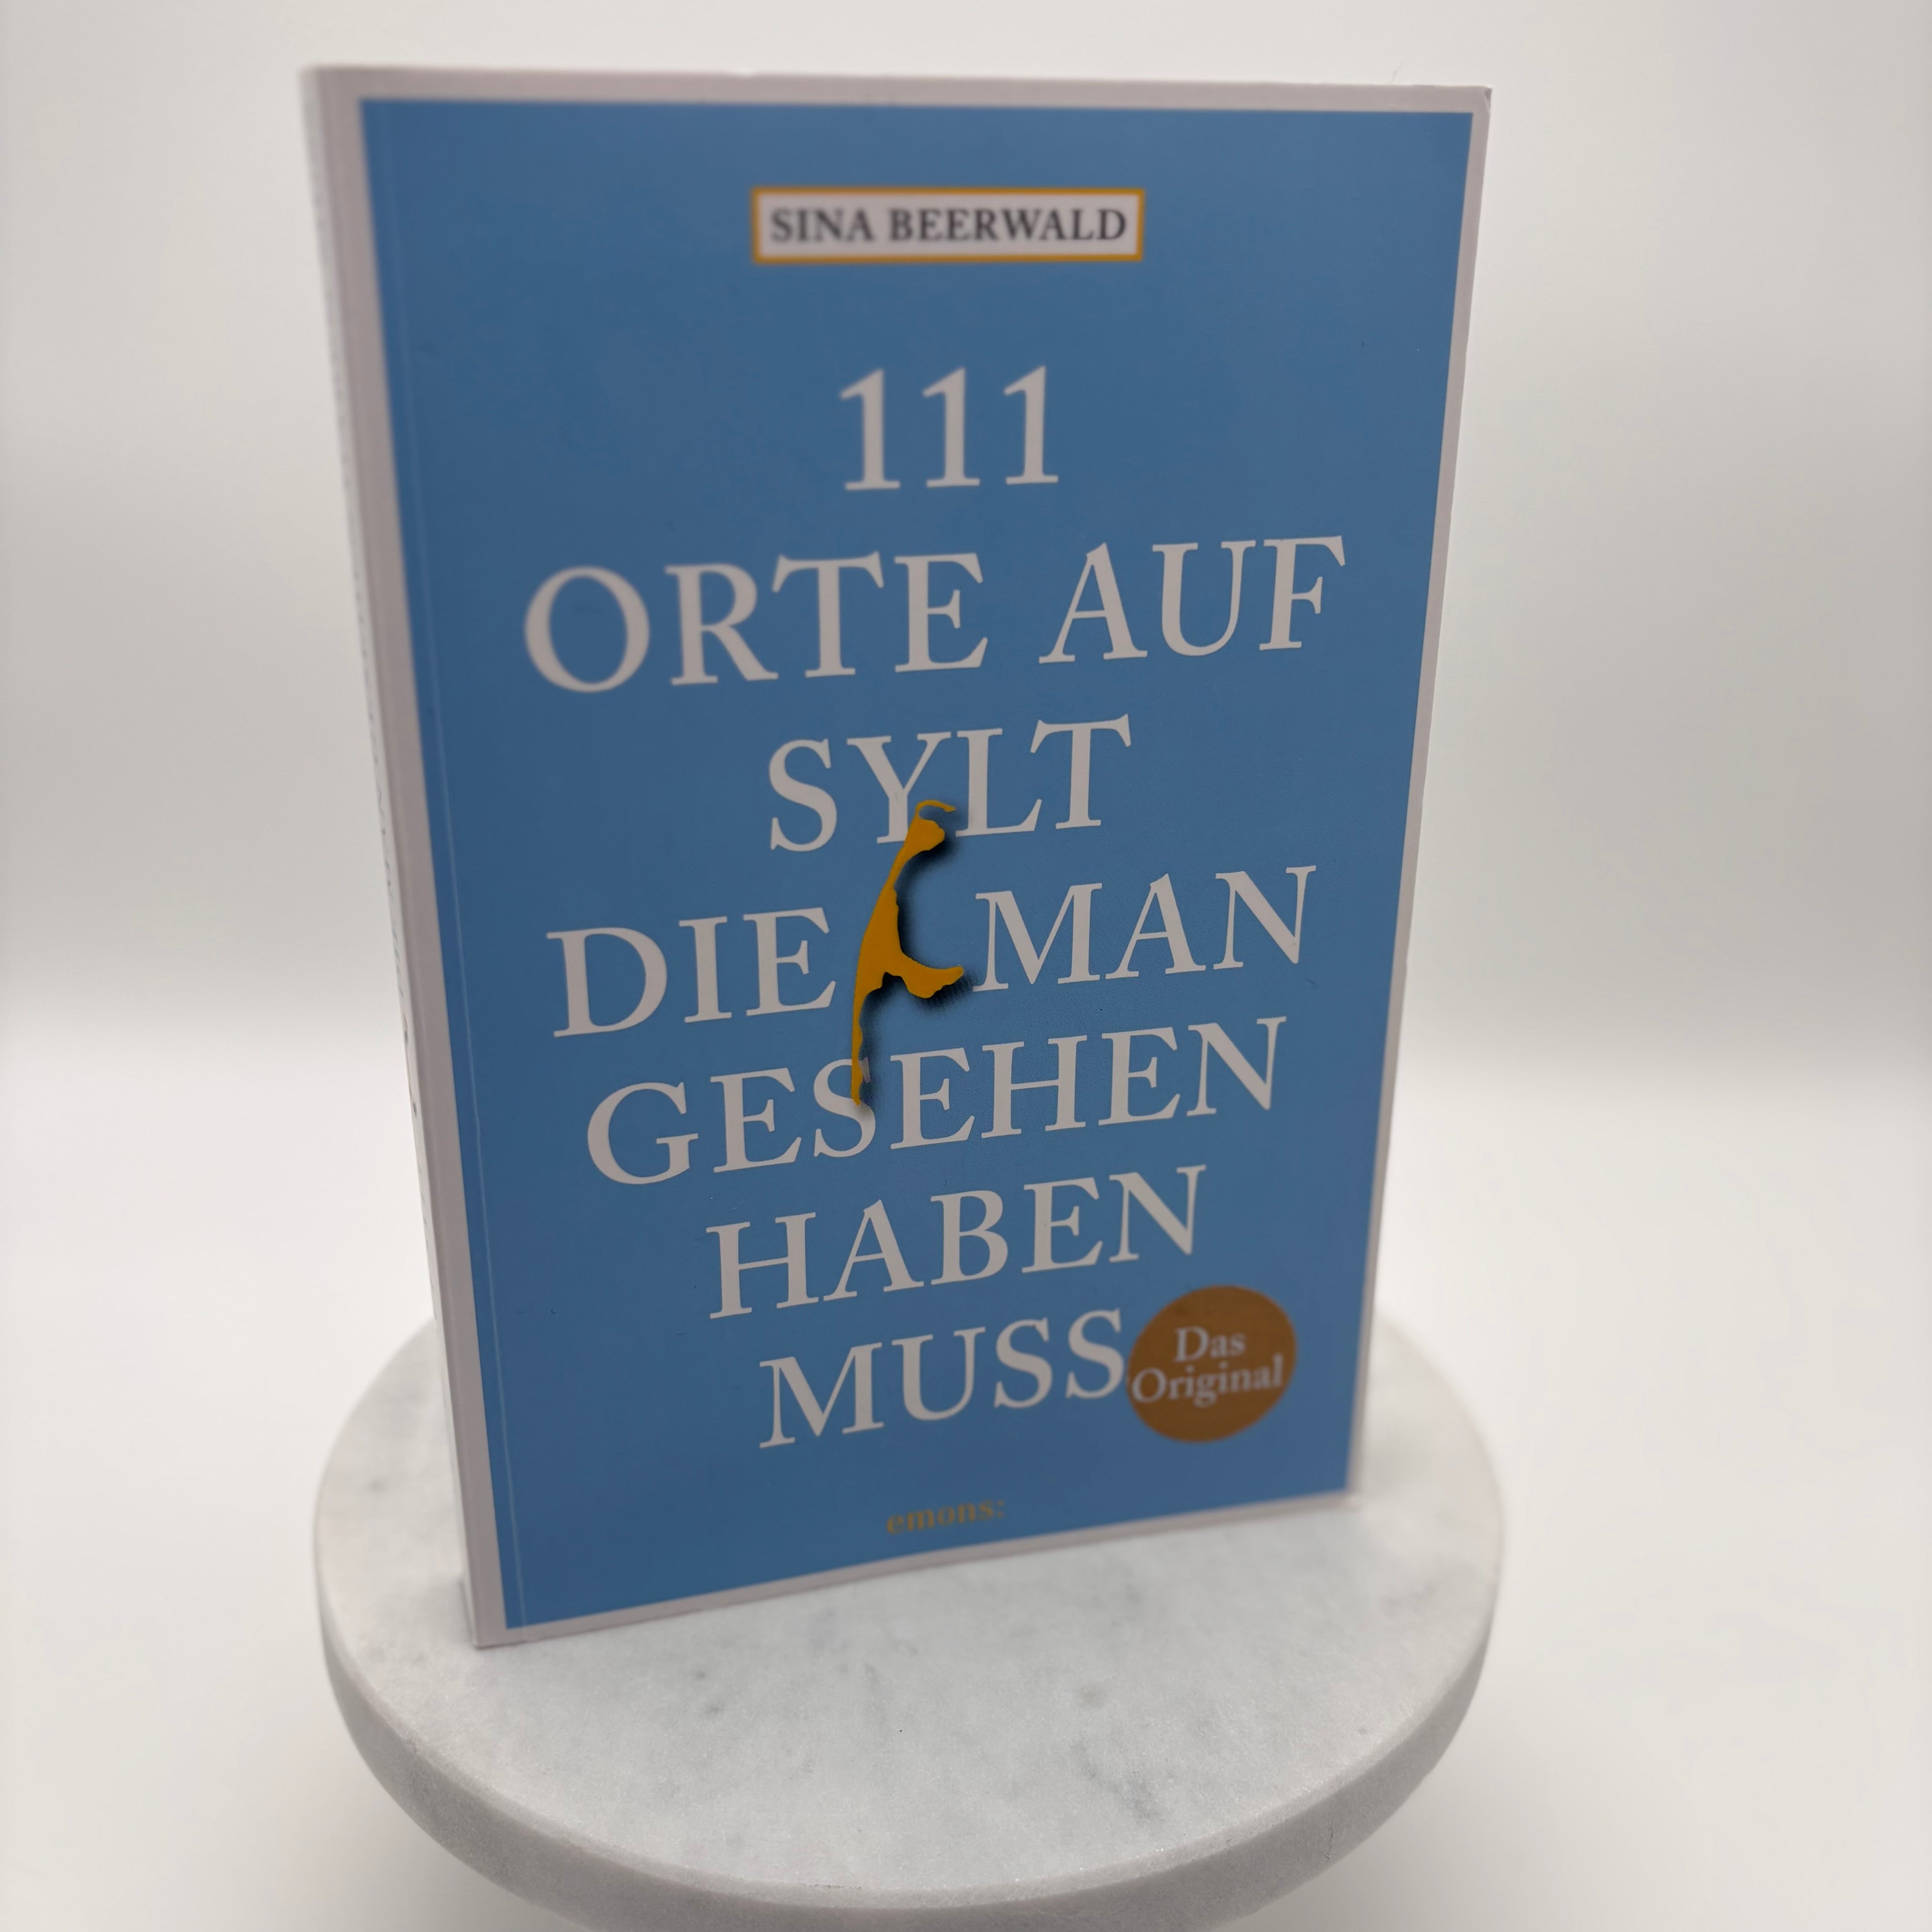 SINA BEERWALD
111
ORTE AUF
SYLT
DIE MAN
GESEHEN
HABEN
MUSS
Das
Original
emons: